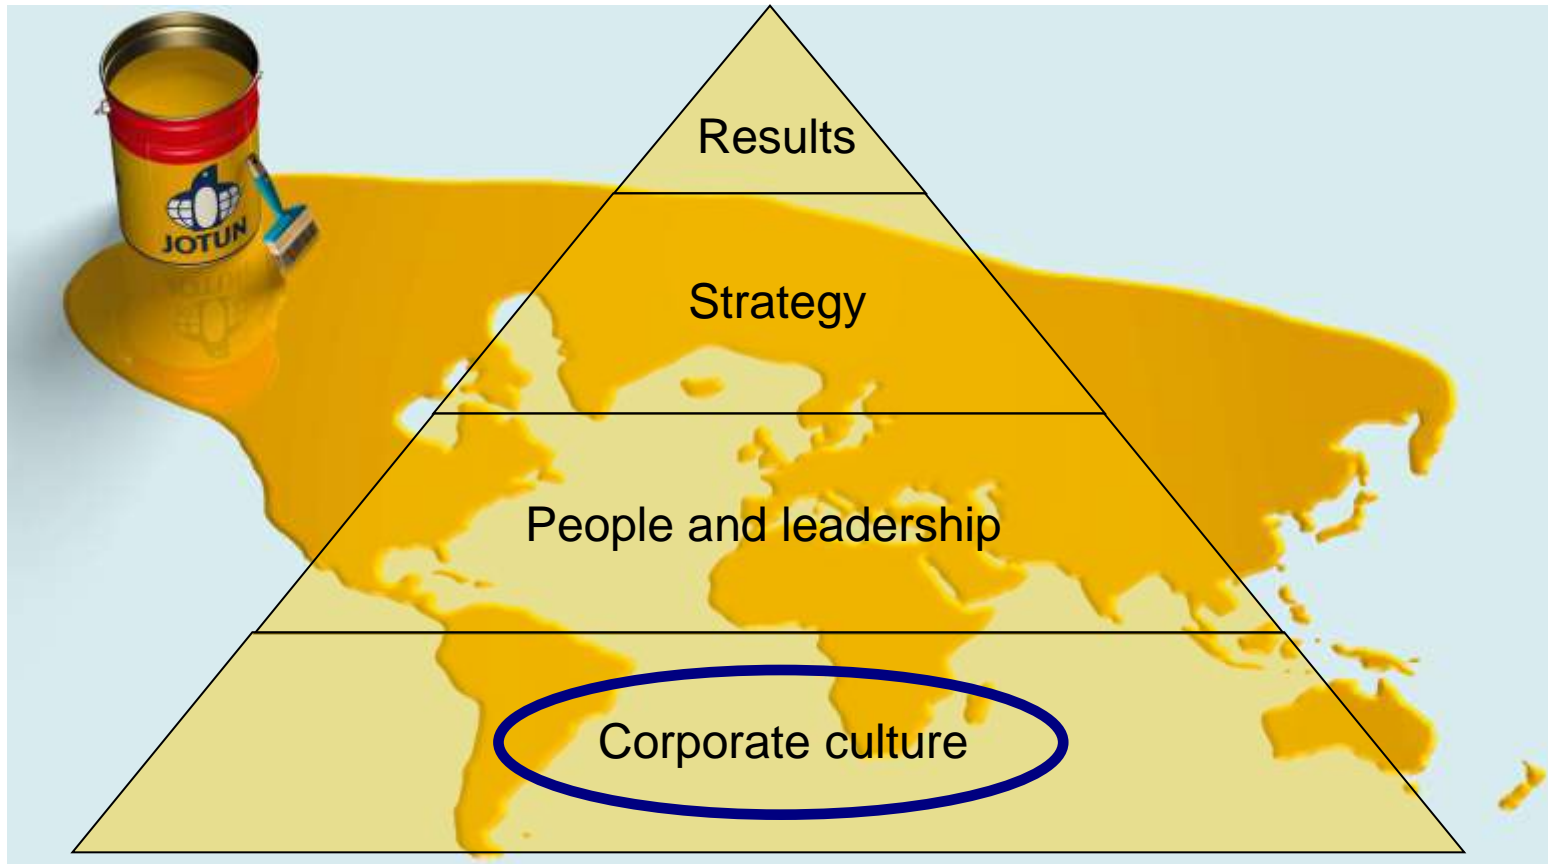 JOTUN
Results
Strategy
People and leadership
Corporate culture